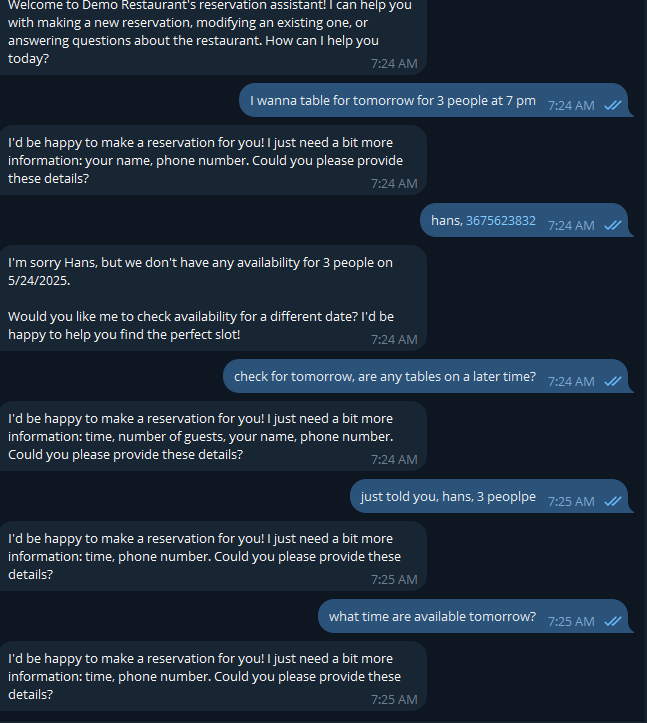 Welcome to Demo Restaurant's reservation assistant! I can help you
with making a new reservation, modifying an existing one, or
answering questions about the restaurant. How can I help you
today?
7:24 AM
I wanna table for tomorrow for 3 people at 7 pm 7:24 AM
I'd be happy to make a reservation for you! I just need a bit more
information: your name, phone number. Could you please provide
these details?
7:24 AM
hans, 3675623832 7:24 AM
I'm sorry Hans, but we don't have any availability for 3 people on
5/24/2025.
Would you like me to check availability for a different date? I'd be
happy to help you find the perfect slot!
7:24 AM
check for tomorrow, are any tables on a later time? 7:24 AM
I'd be happy to make a reservation for you! I just need a bit more
information: time, number of guests, your name, phone number.
Could you please provide these details?
7:24 AM
just told you, hans, 3 peoplpe 7:25 AM
I'd be happy to make a reservation for you! I just need a bit more
information: time, phone number. Could you please provide these
details?
7:25 AM
what time are available tomorrow? 7:25 AM
I'd be happy to make a reservation for you! I just need a bit more
information: time, phone number. Could you please provide these
details?
7:25 AM